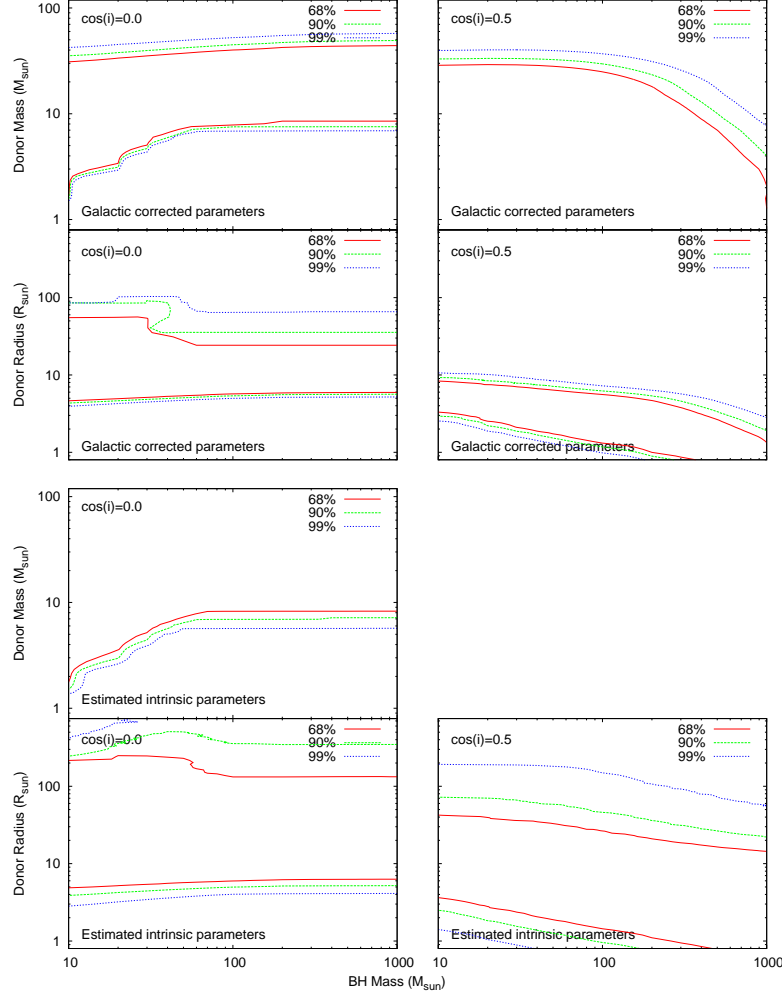 cos(i)=0.0
68%
90%
99%
100
10
1
Donor Mass (M_sun)
Galactic corrected parameters
cos(i)=0.5
68%
90%
99%
Galactic corrected parameters
cos(i)=0.0
68%
90%
99%
100
10
1
Donor Radius (R_sun)
Galactic corrected parameters
cos(i)=0.5
68%
90%
99%
Galactic corrected parameters
cos(i)=0.0
68%
90%
99%
100
10
1
Donor Mass (M_sun)
Estimated intrinsic parameters
cos(i)=0.0
68%
90%
99%
100
10
1
Donor Radius (R_sun)
Estimated intrinsic parameters
10
100
1000
cos(i)=0.5
68%
90%
99%
Estimated intrinsic parameters
10
100
1000
BH Mass (M_sun)